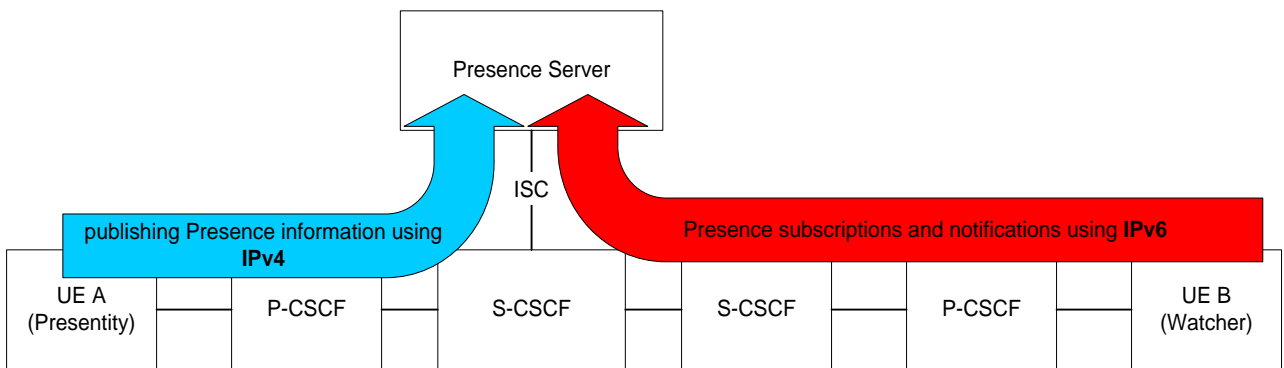 Presence Server
ISC
publishing Presence information using
IPv4
Presence subscriptions and notifications using IPv6
UE A
(Presentity)
P-CSCF
S-CSCF
S-CSCF
P-CSCF
UE B
(Watcher)